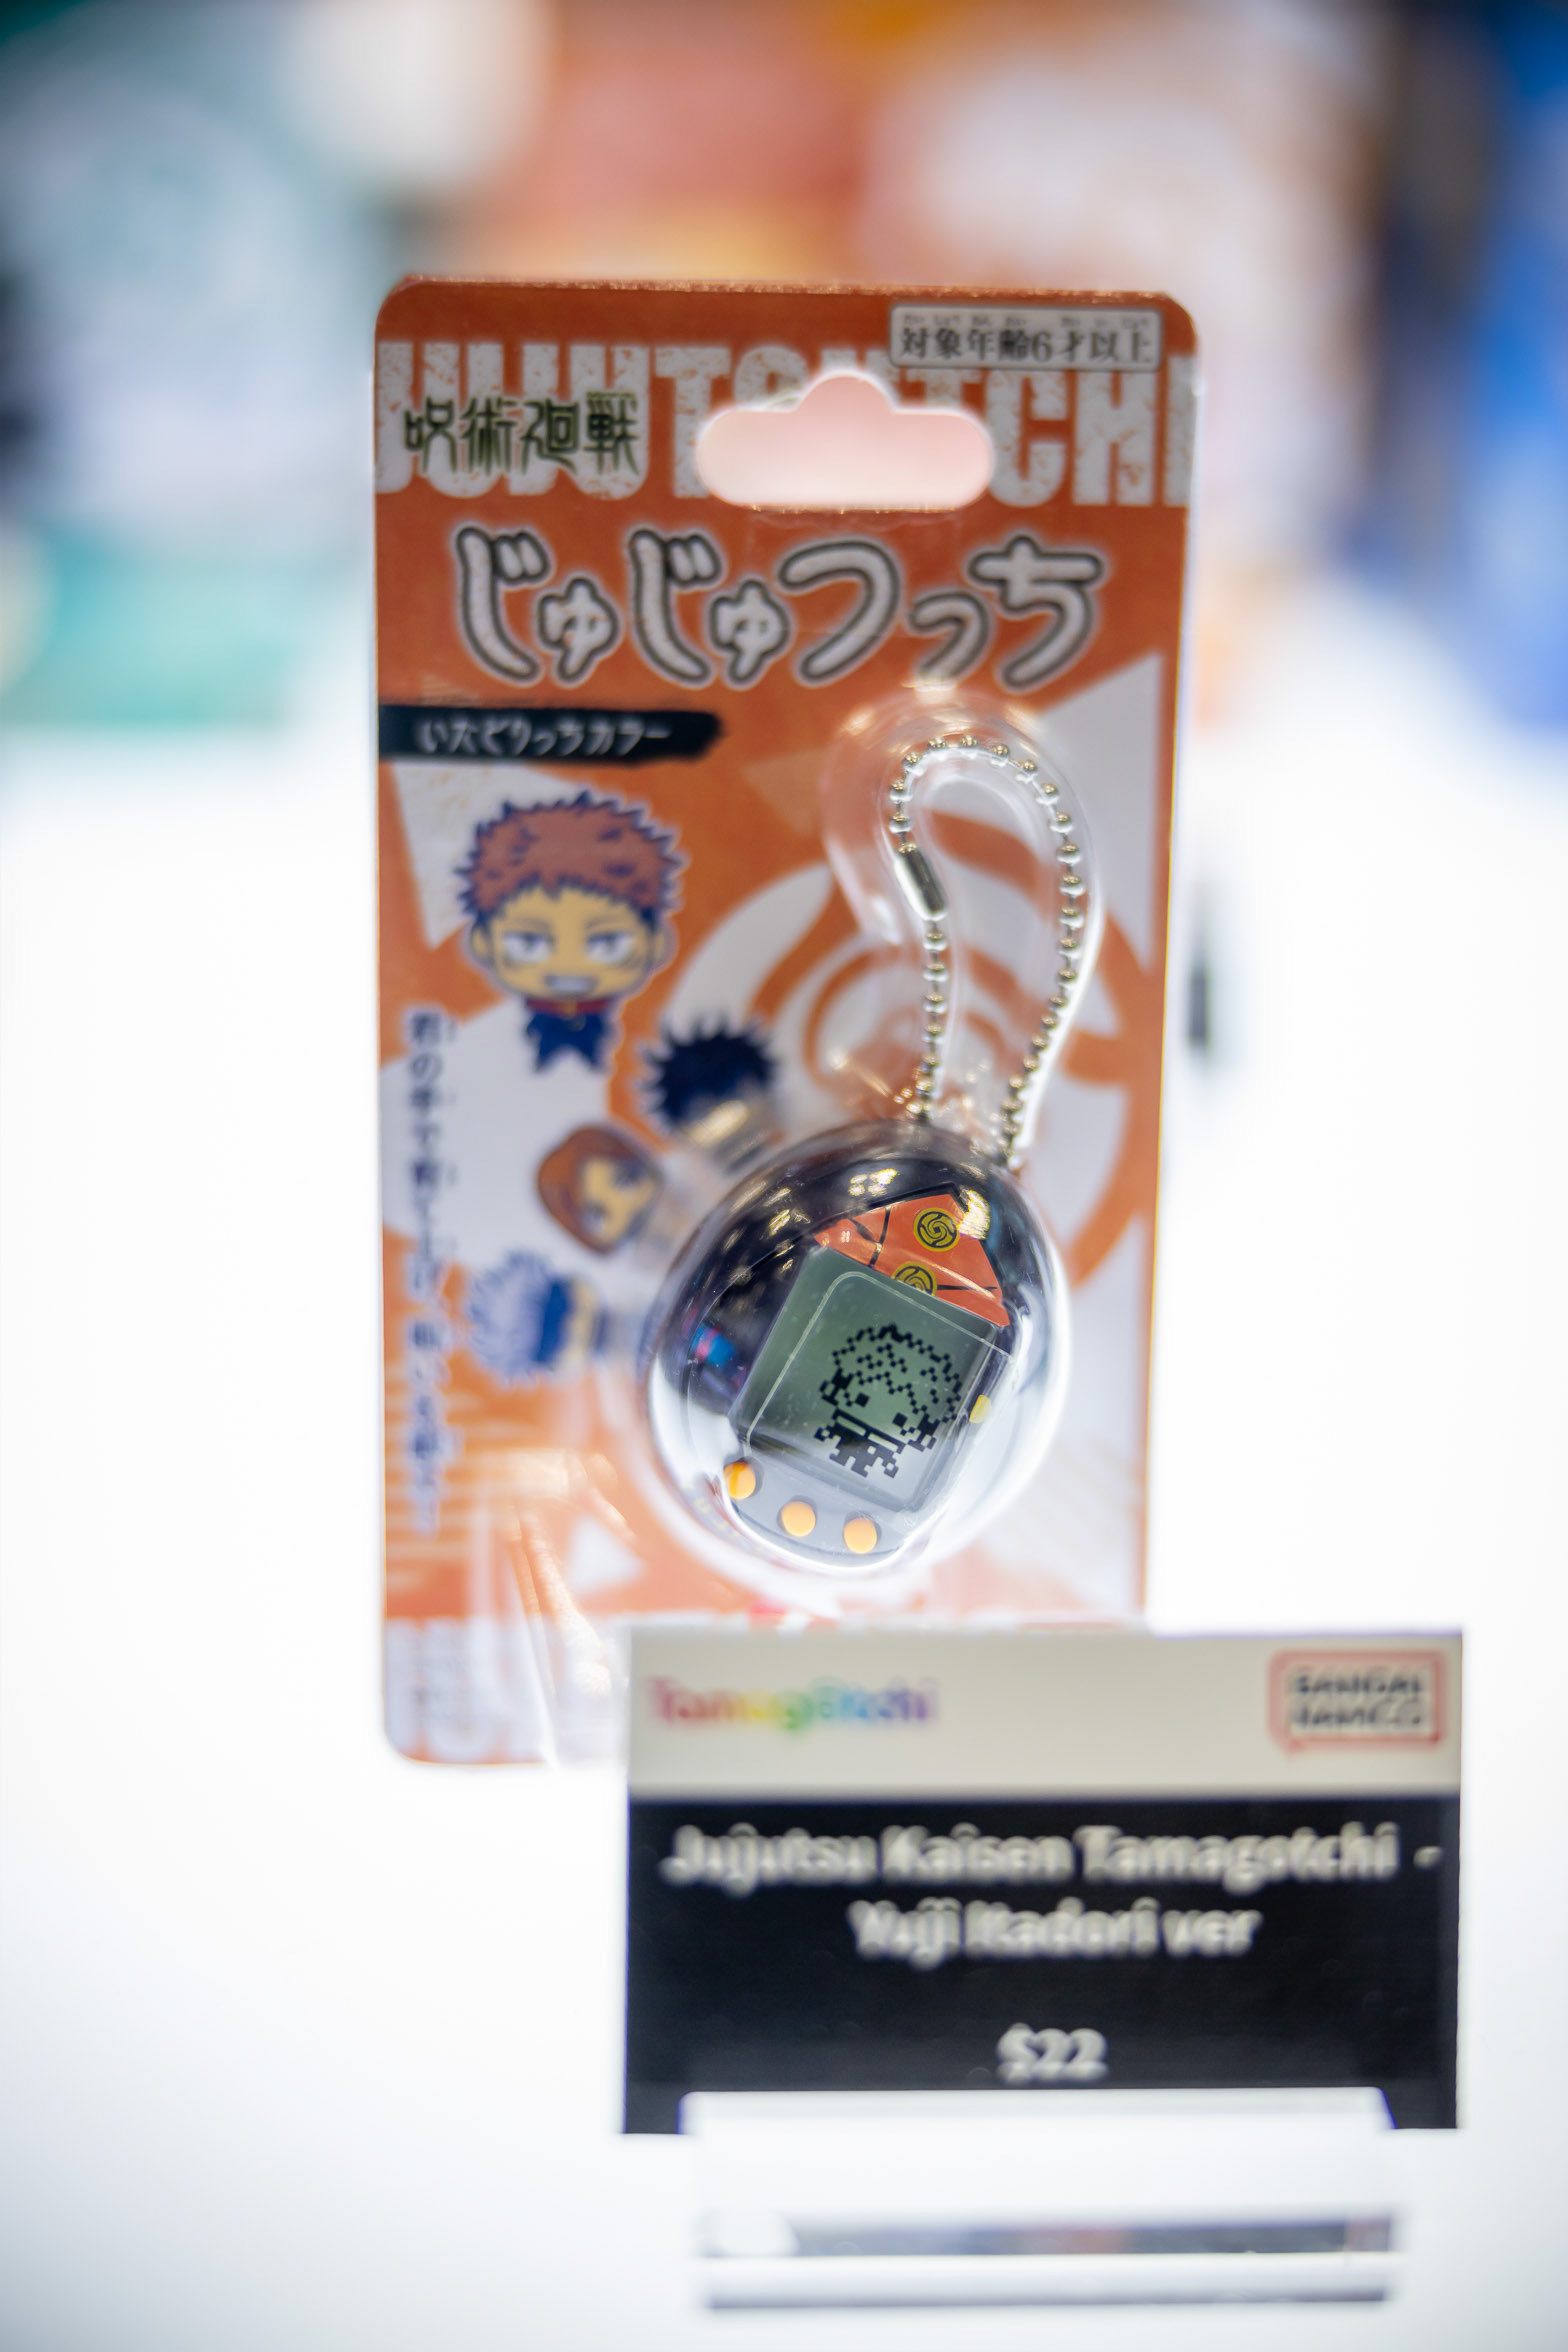 対象年齢6才以上
JUJUTSUTCHI
呪術廻戦
じゅじゅつっち
いたどりっちカラー
Tamagotchi
BANDAI
NAMCO
Jujutsu Kaisen Tamagotchi -
Yuji Itadori ver
$22